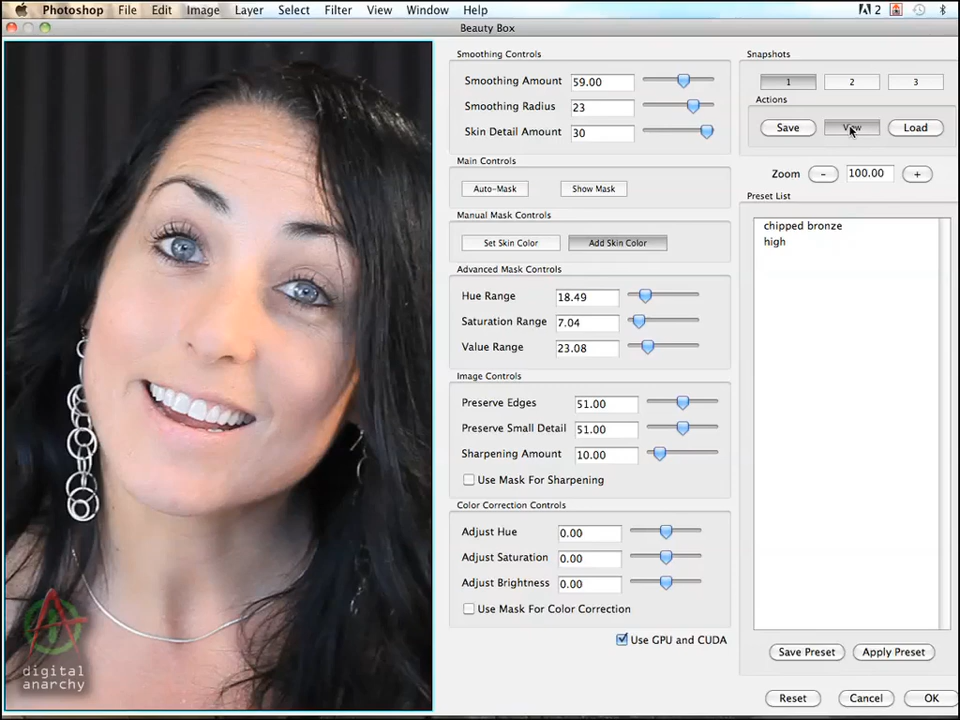 Photoshop File Edit Image Layer Select Filter View Window Help 2
Beauty Box
Smoothing Controls
Smoothing Amount 59.00
Smoothing Radius 23
Skin Detail Amount 30
Main Controls
Auto-Mask Show Mask
Manual Mask Controls
Set Skin Color Add Skin Color
Advanced Mask Controls
Hue Range 18.49
Saturation Range 7.04
Value Range 23.08
Image Controls
Preserve Edges 51.00
Preserve Small Detail 51.00
Sharpening Amount 10.00
Use Mask For Sharpening
Color Correction Controls
Adjust Hue 0.00
Adjust Saturation 0.00
Adjust Brightness 0.00
Use Mask For Color Correction
Use GPU and CUDA
Snapshots
1 2 3
Actions
Save View Load
Zoom - 100.00 +
Preset List
chipped bronze
high
Save Preset Apply Preset
Reset Cancel OK
digital
anarchy